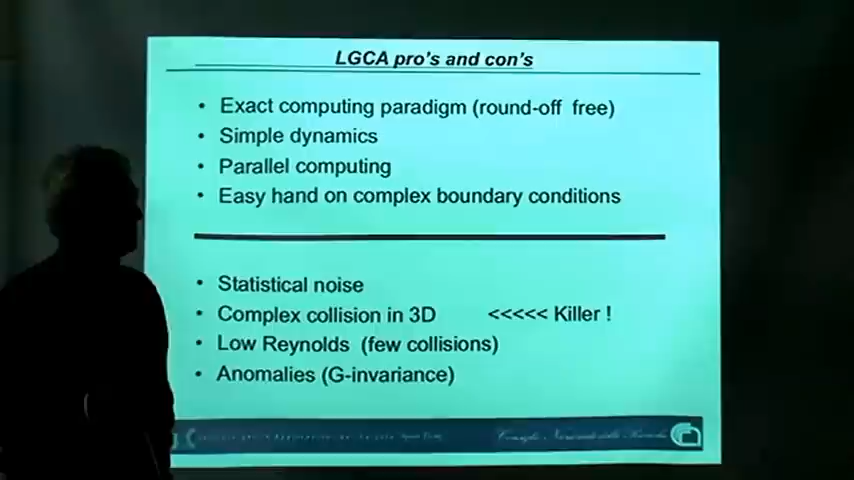 LGCA pro's and con's
• Exact computing paradigm (round-off free)
• Simple dynamics
• Parallel computing
• Easy hand on complex boundary conditions
• Statistical noise
• Complex collision in 3D <<<<< Killer !
• Low Reynolds (few collisions)
• Anomalies (G-invariance)